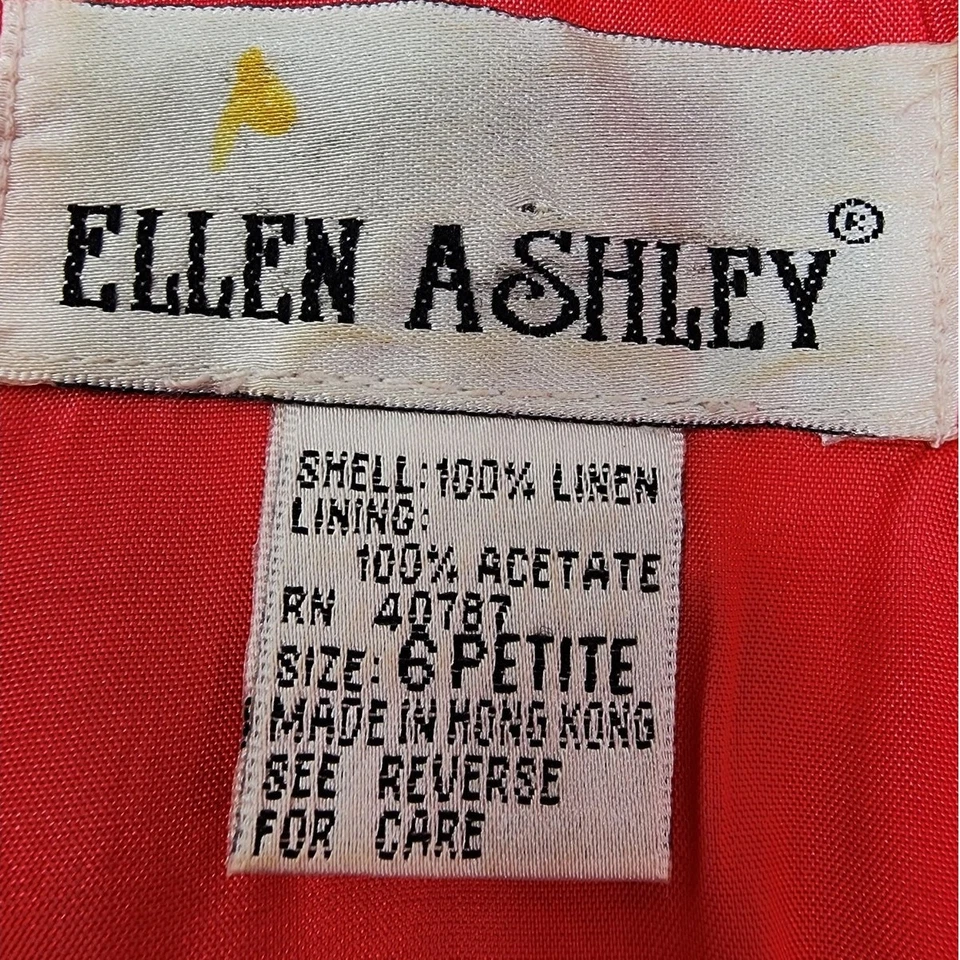 ELLEN ASHLEY®
SHELL: 100% LINEN
LINING:
100% ACETATE
RN 40787
SIZE: 6 PETITE
MADE IN HONG KONG
SEE REVERSE
FOR CARE